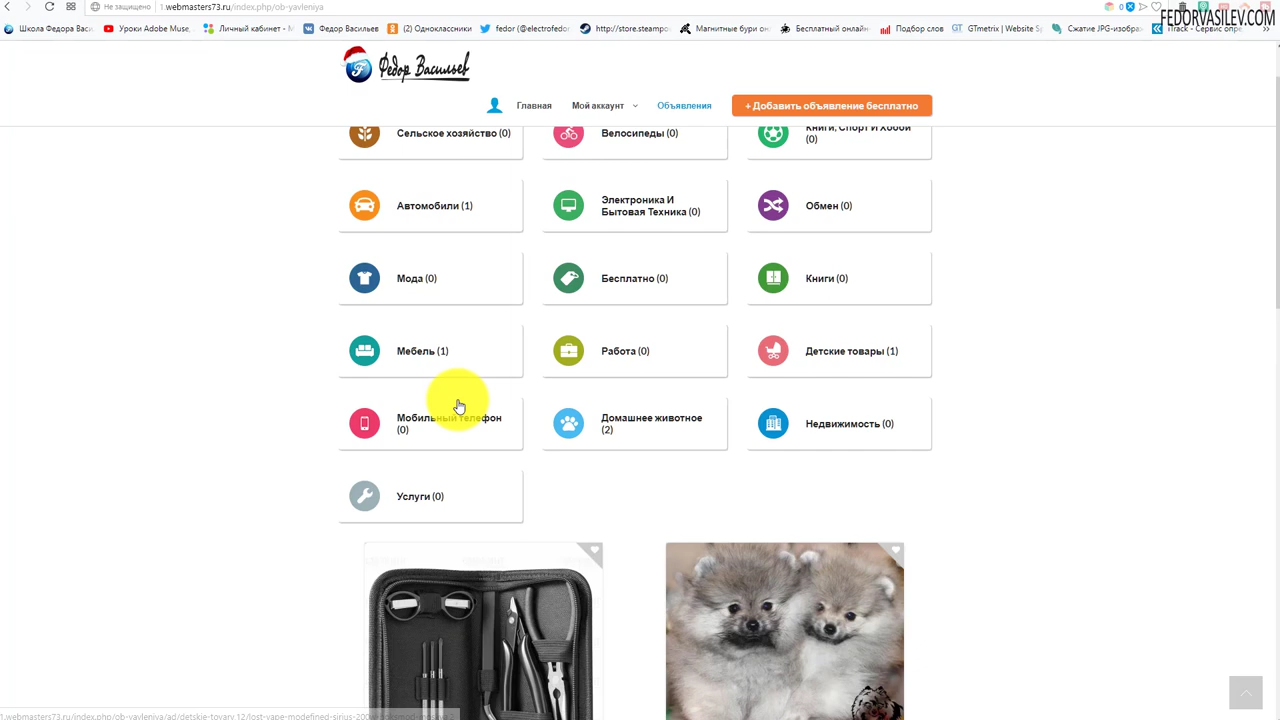 Не защищено
1.webmasters73.ru/index.php/ob-yavleniya
FEDORVASILEV.COM
Школа Федора Васи.
Уроки Adobe Muse,
Личный кабинет - М
Федор Васильев
(2) Одноклассники
fedor (@electrofedor
http://store.steampo
Магнитные бури он
Бесплатный онлайн
Подбор слов
GTmetrix | Website S
Сжатие JPG-изображ
Track - Сервис опре
Федор Васильев
Главная
Мой аккаунт
Объявления
+ Добавить объявление бесплатно
Сельское хозяйство (0)
Велосипеды (0)
Книги, Спорт И Хобби
(0)
Автомобили (1)
Электроника И
Бытовая Техника (0)
Обмен (0)
Мода (0)
Бесплатно (0)
Книги (0)
Мебель (1)
Работа (0)
Детские товары (1)
Мобильный телефон
(0)
Домашнее животное
(2)
Недвижимость (0)
Услуги (0)